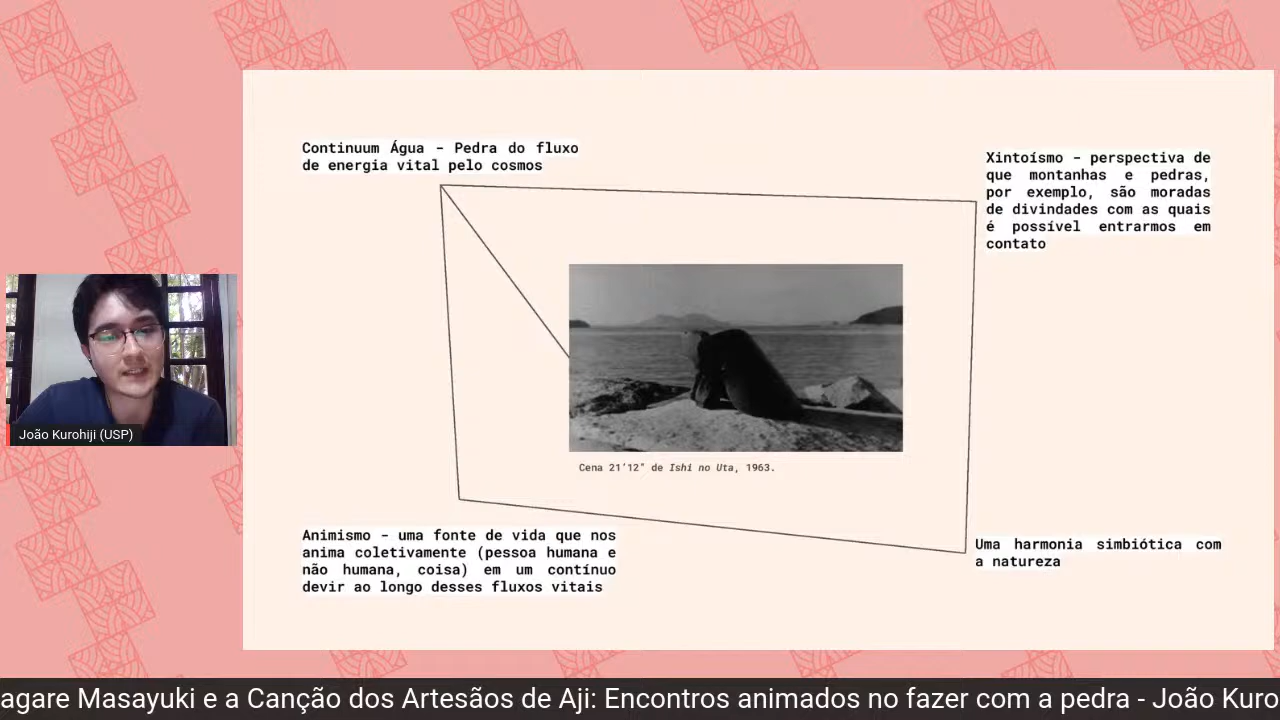 Continuum Água – Pedra do fluxo
de energia vital pelo cosmos
Xintoísmo – perspectiva de
que montanhas e pedras,
por exemplo, são moradas
de divindades com as quais
é possível entrarmos em
contato
João Kurohiji (USP)
Cena 21'12" de Ishi no Uta, 1963.
Animismo – uma fonte de vida que nos
anima coletivamente (pessoa humana e
não humana, coisa) em um contínuo
devir ao longo desses fluxos vitais
Uma harmonia simbiótica com
a natureza
agare Masayuki e a Canção dos Artesãos de Aji: Encontros animados no fazer com a pedra - João Kuro